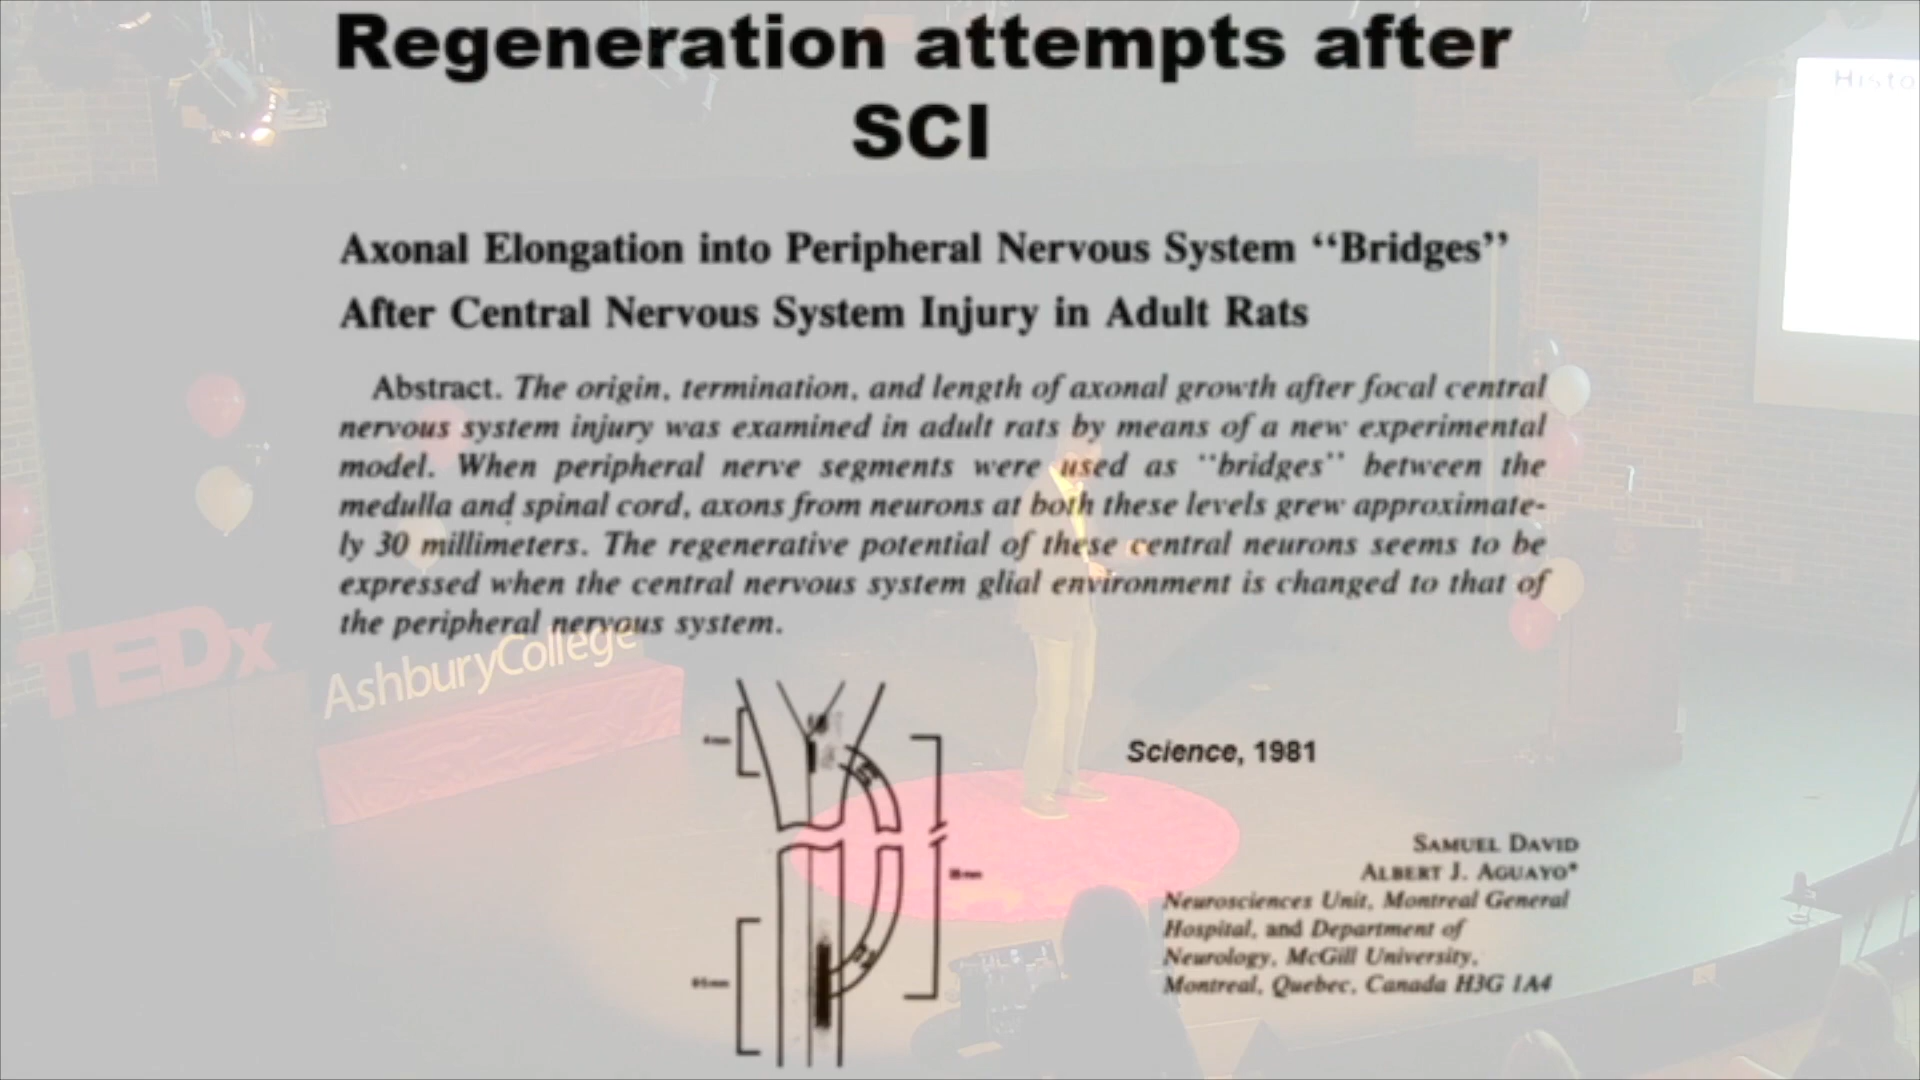 Regeneration attempts after
SCI
Histo
Axonal Elongation into Peripheral Nervous System “Bridges”
After Central Nervous System Injury in Adult Rats
Abstract. The origin, termination, and length of axonal growth after focal central
nervous system injury was examined in adult rats by means of a new experimental
model. When peripheral nerve segments were used as “bridges” between the
medulla and spinal cord, axons from neurons at both these levels grew approximate-
ly 30 millimeters. The regenerative potential of these central neurons seems to be
expressed when the central nervous system glial environment is changed to that of
the peripheral nervous system.
TEDx
AshburyCollege
Science, 1981
SAMUEL DAVID
ALBERT J. AGUAYO*
Neurosciences Unit, Montreal General
Hospital, and Department of
Neurology, McGill University,
Montreal, Quebec, Canada H3G 1A4